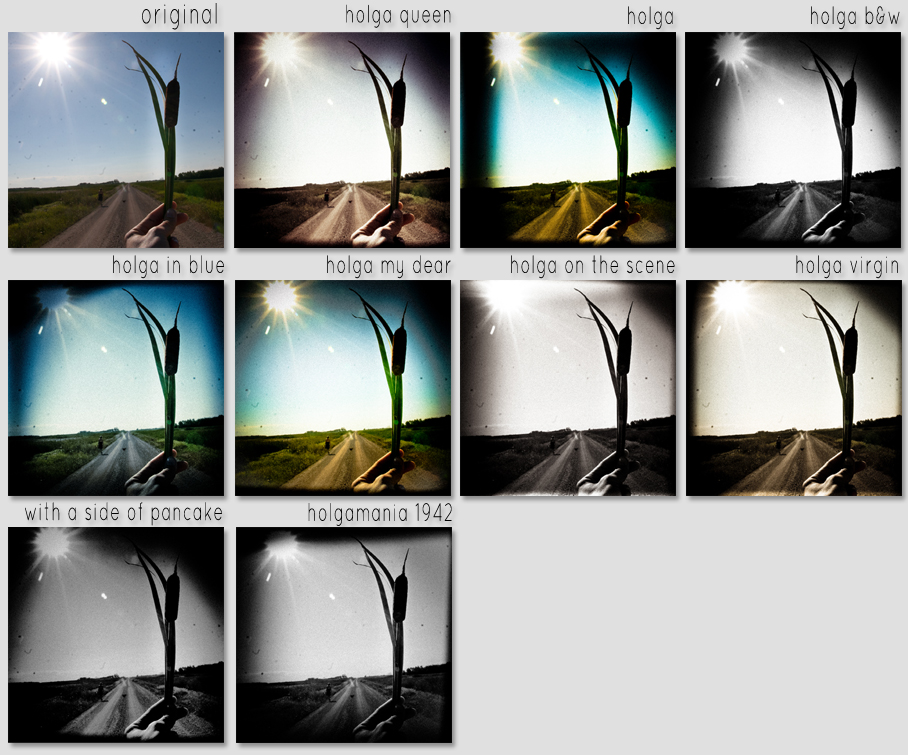 original
holga queen
holga
holga b&w
holga in blue
holga my dear
holga on the scene
holga virgin
with a side of pancake
holgamania 1942